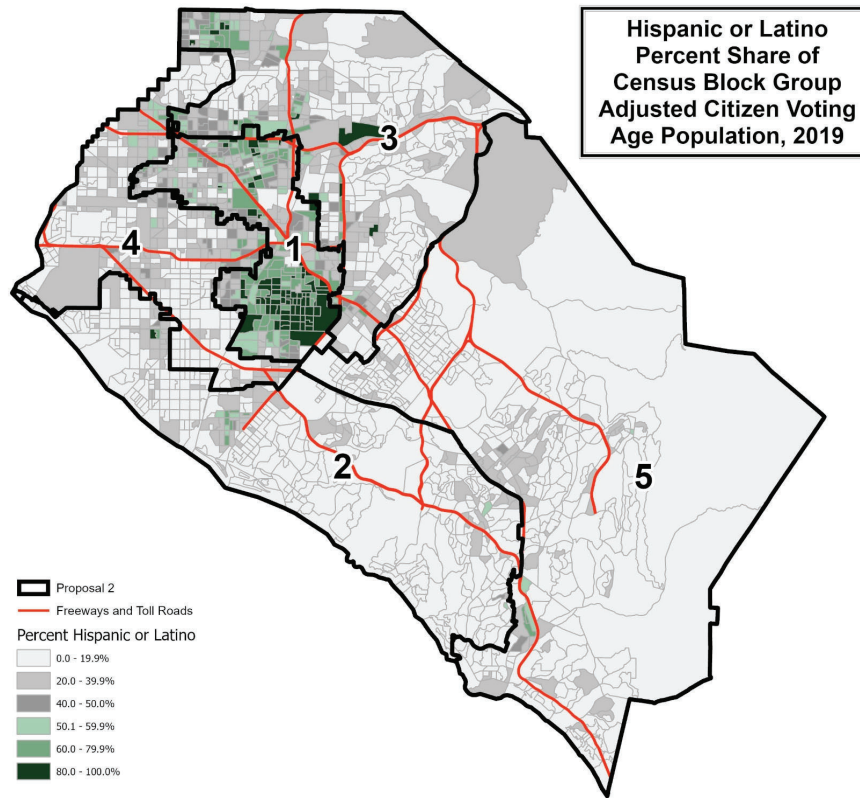 Hispanic or Latino
Percent Share of
Census Block Group
Adjusted Citizen Voting
Age Population, 2019
3
4
1
2
5
Proposal 2
Freeways and Toll Roads
Percent Hispanic or Latino
0.0 - 19.9%
20.0 - 39.9%
40.0 - 50.0%
50.1 - 59.9%
60.0 - 79.9%
80.0 - 100.0%